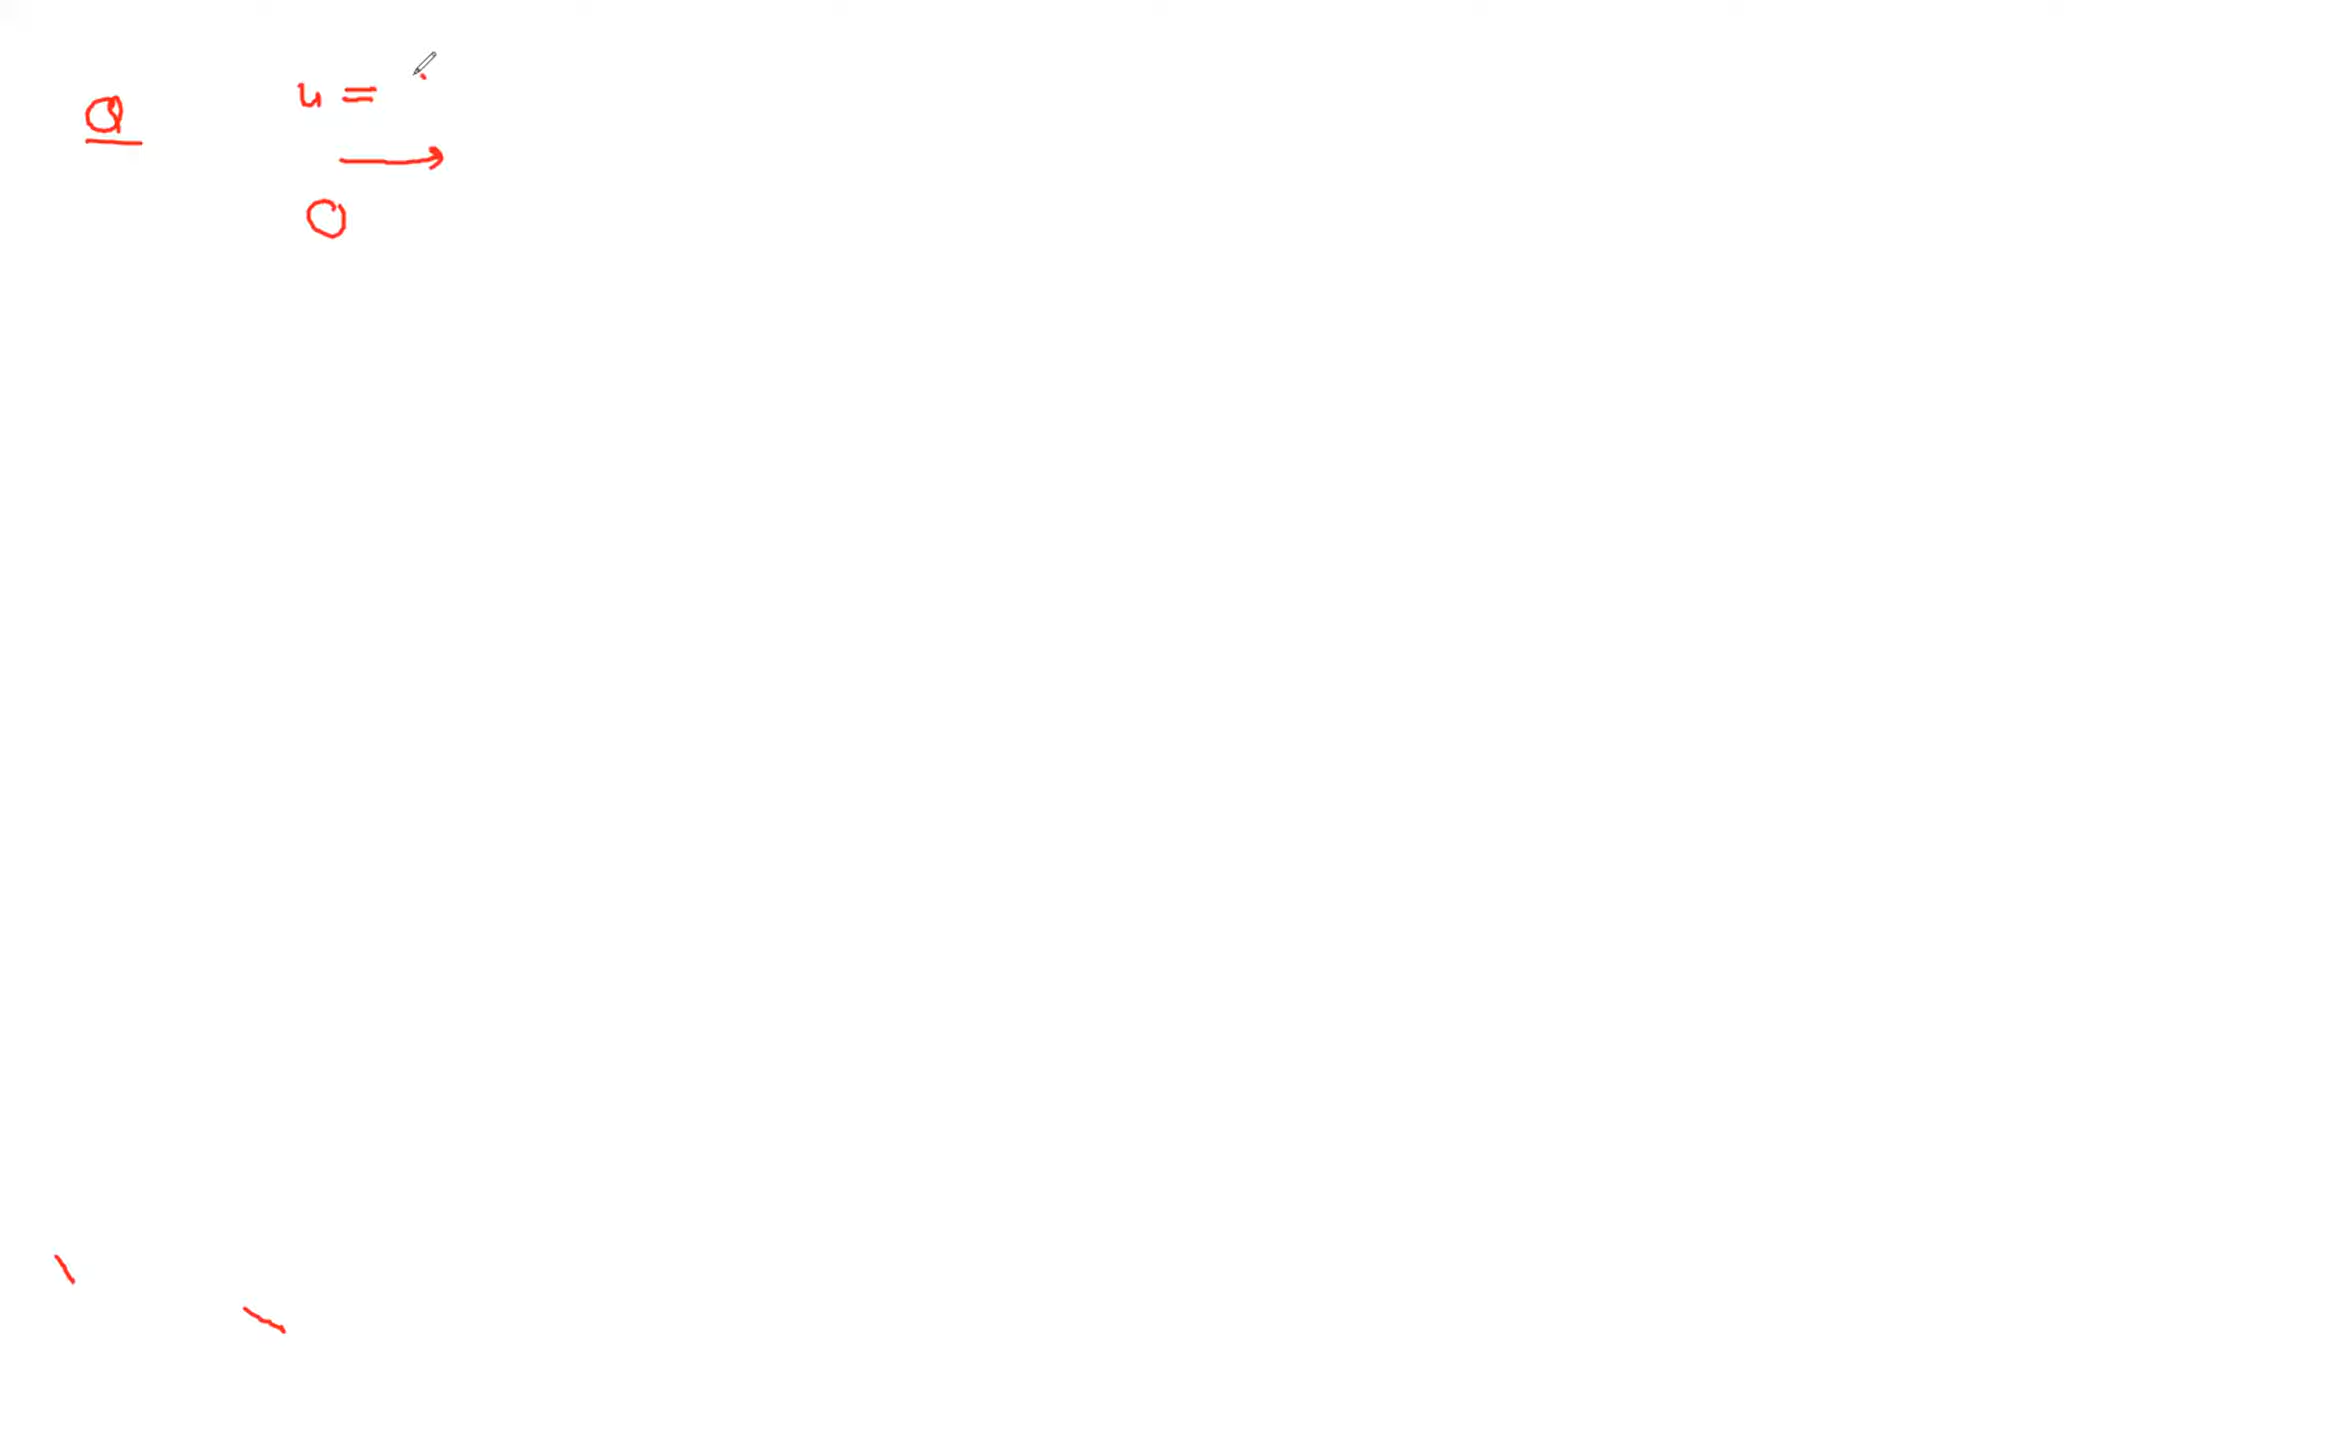 Q
u =